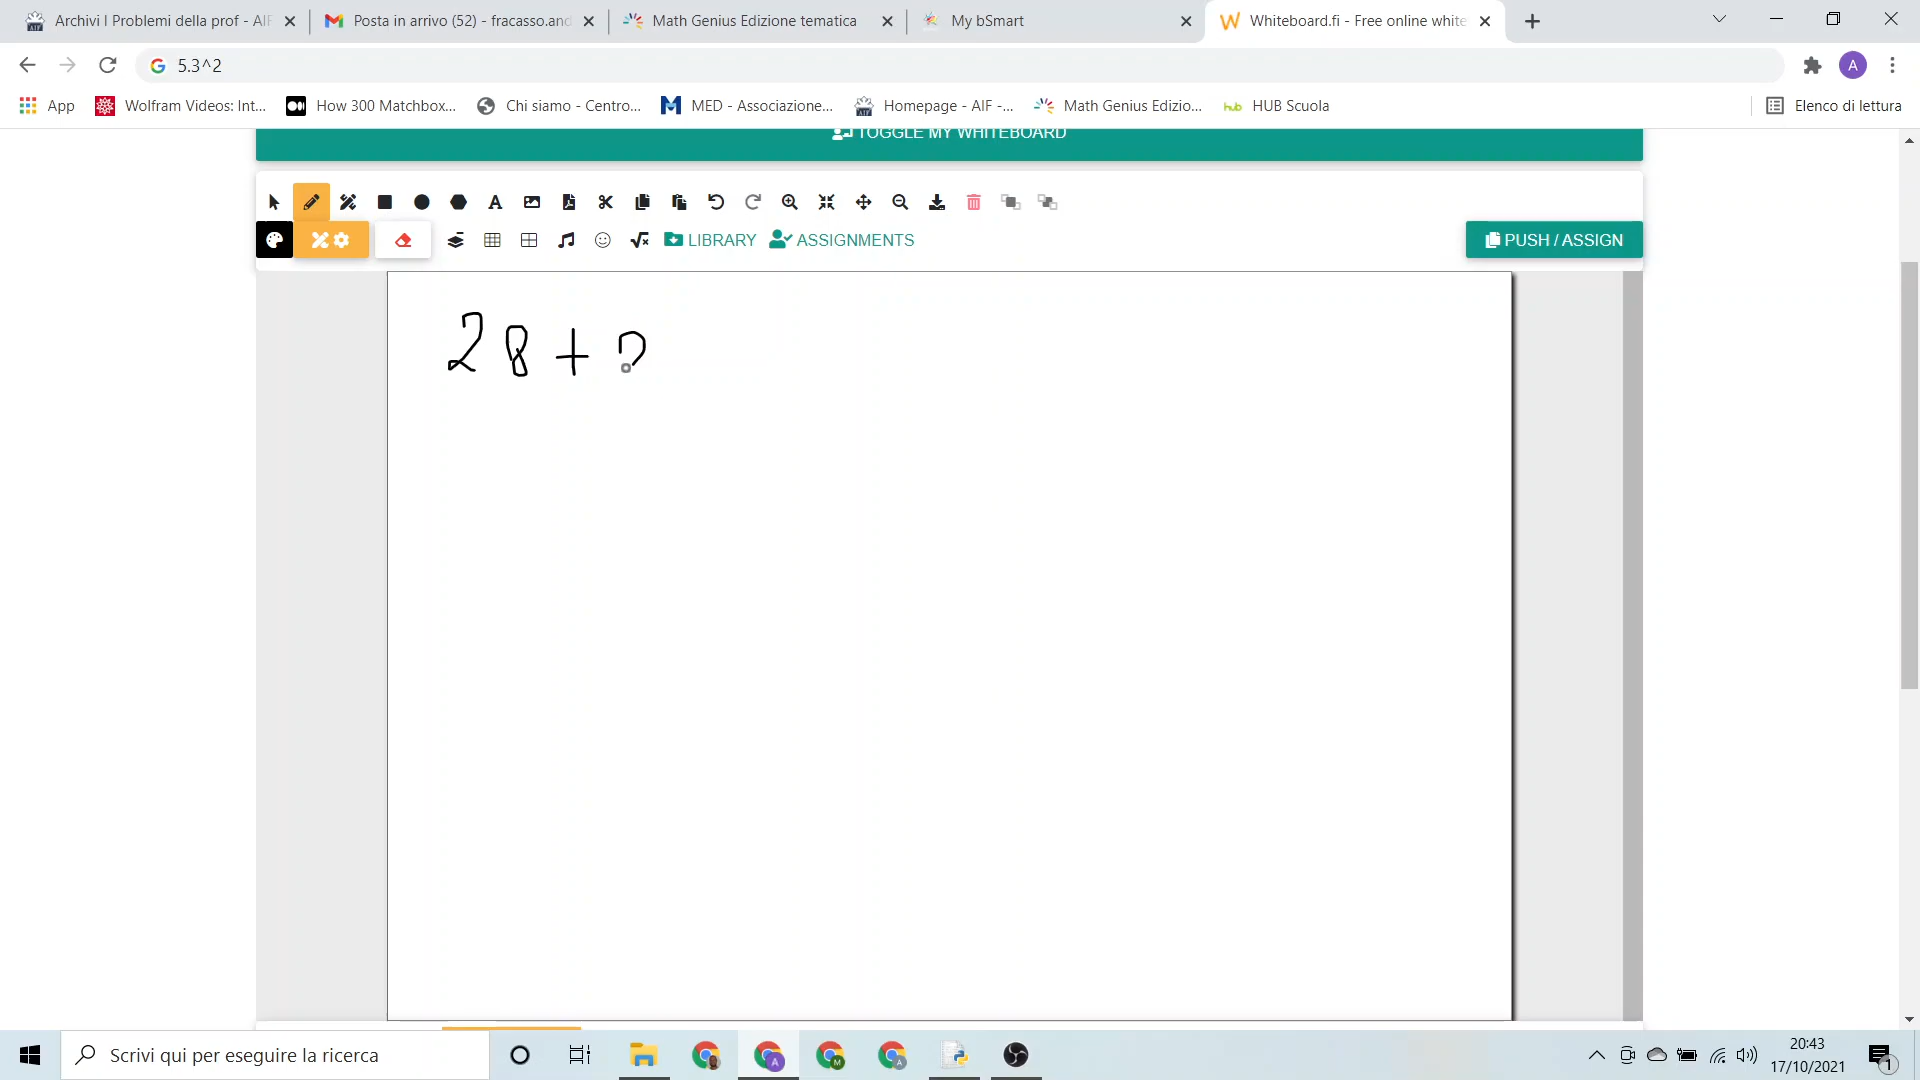 Archivi I Problemi della prof - AIF
Posta in arrivo (52) - fracasso.and
Math Genius Edizione tematica
My bSmart
Whiteboard.fi - Free online white
5.3^2
A
App
Wolfram Videos: Int...
How 300 Matchbox...
Chi siamo - Centro...
MED - Associazione...
Homepage - AIF -...
Math Genius Edizio...
HUB Scuola
Elenco di lettura
TOGGLE MY WHITEBOARD
LIBRARY
ASSIGNMENTS
PUSH / ASSIGN
28 +
Scrivi qui per eseguire la ricerca
20:43
17/10/2021
1